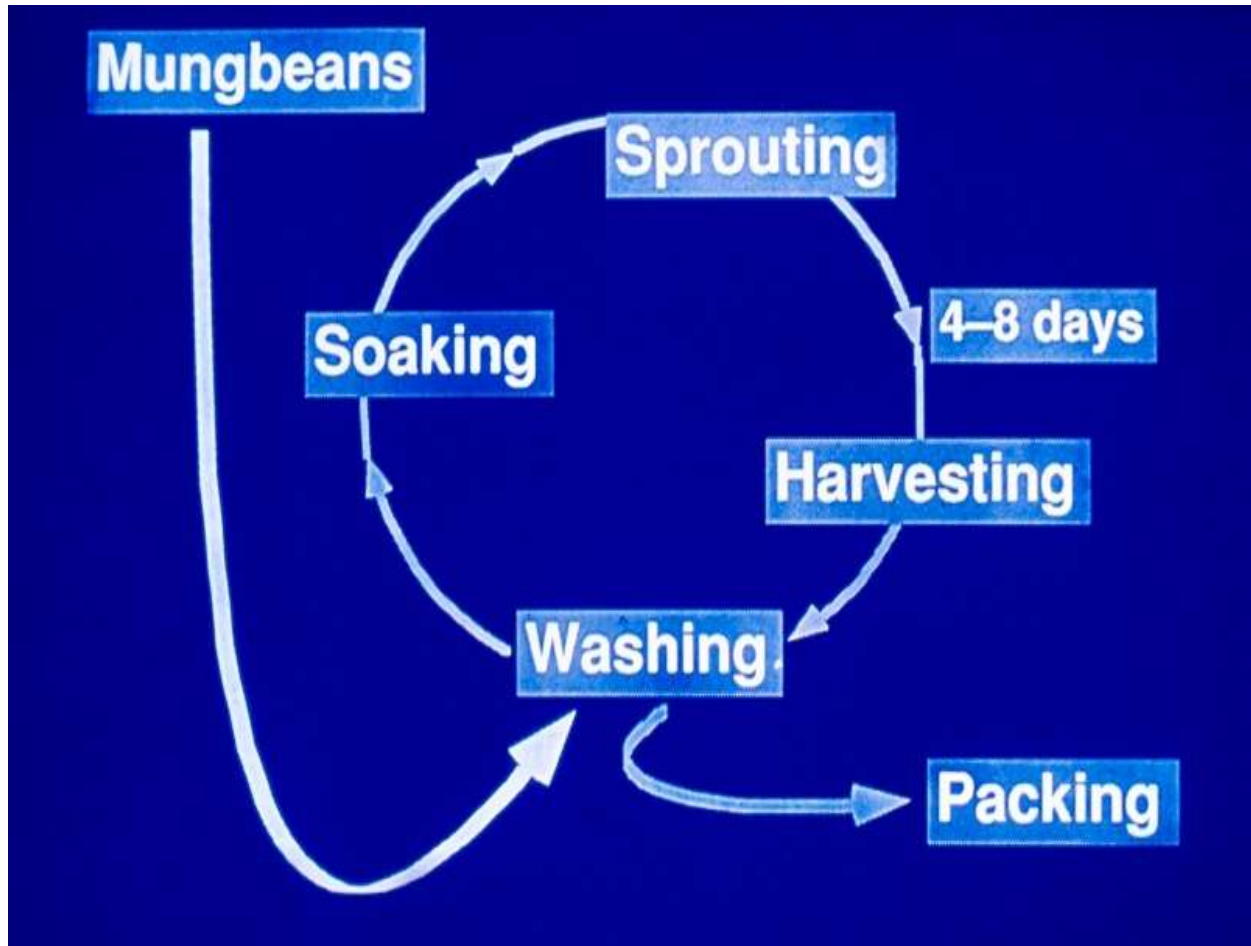 Mungbeans
Sprouting
4–8 days
Soaking
Harvesting
Washing
Packing